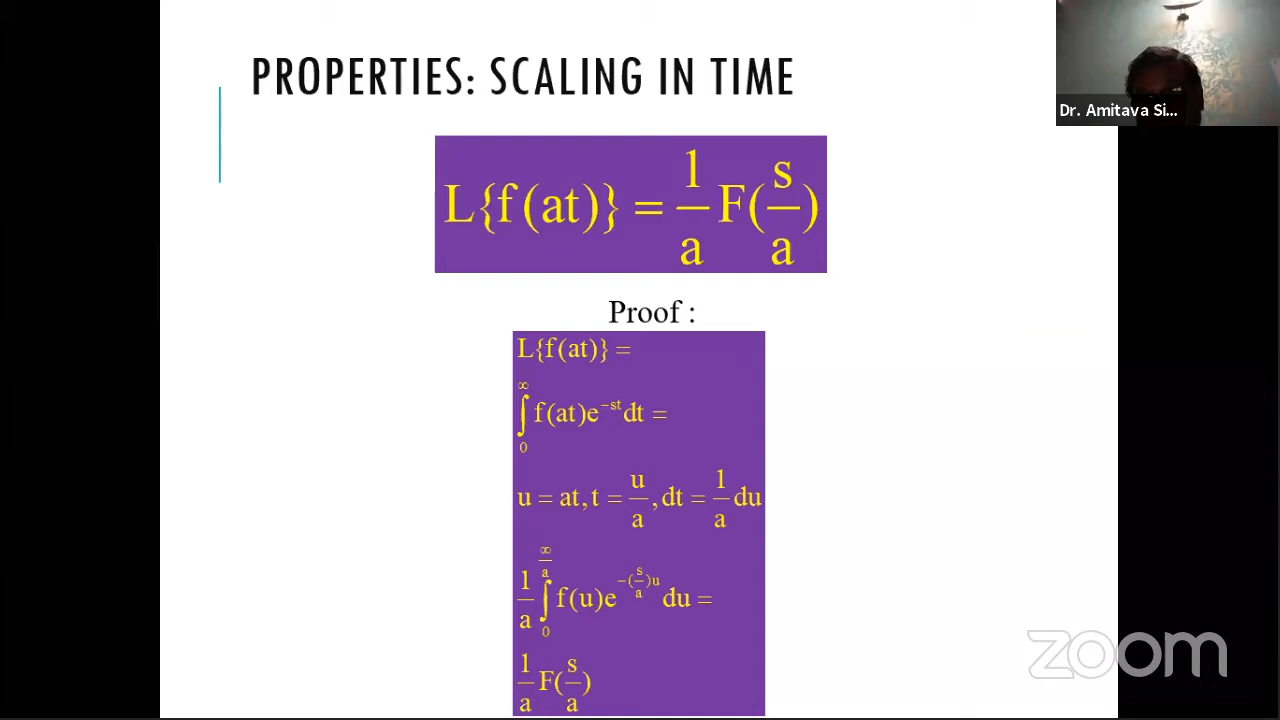 PROPERTIES: SCALING IN TIME
Dr. Amitava Si...
L{f(at)} = 1/a F(s/a)
Proof :
L{f(at)} =
∫₀^∞ f(at)e^(−st)dt =
u = at, t = u/a, dt = 1/a du
1/a ∫₀^(∞/a) f(u)e^(−(s/a)u) du =
1/a F(s/a)
zoom